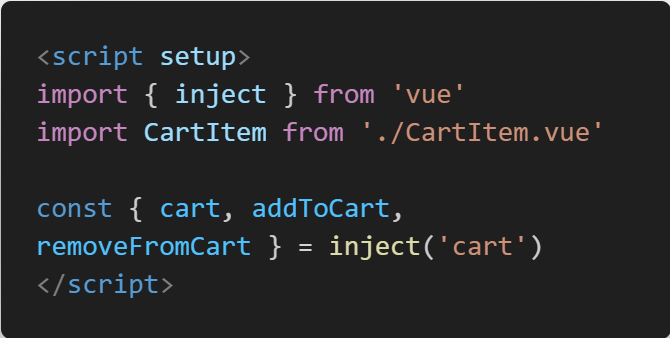 <script setup>
import { inject } from 'vue'
import CartItem from './CartItem.vue'
const { cart, addToCart,
removeFromCart } = inject('cart')
</script>